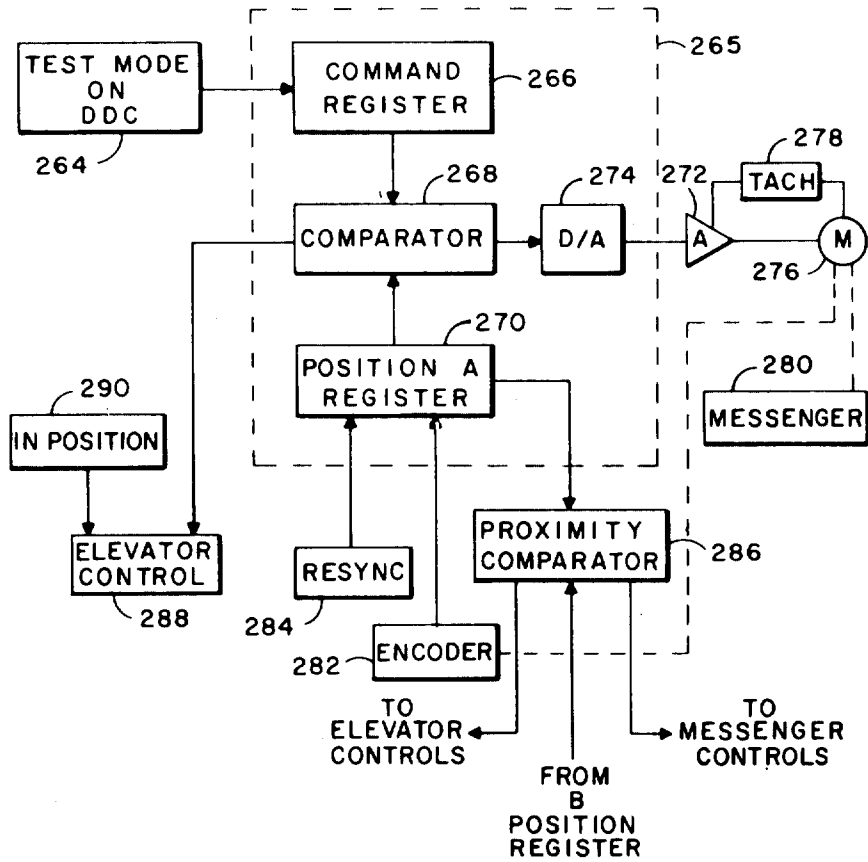 TEST MODE
ON
DDC
264
COMMAND
REGISTER
266
265
268
COMPARATOR
274
D/A
272
A
278
TACH
M
276
270
POSITION A
REGISTER
280
MESSENGER
290
IN POSITION
ELEVATOR
CONTROL
288
RESYNC
284
PROXIMITY
COMPARATOR
286
ENCODER
282
TO
ELEVATOR
CONTROLS
TO
MESSENGER
CONTROLS
FROM
B
POSITION
REGISTER